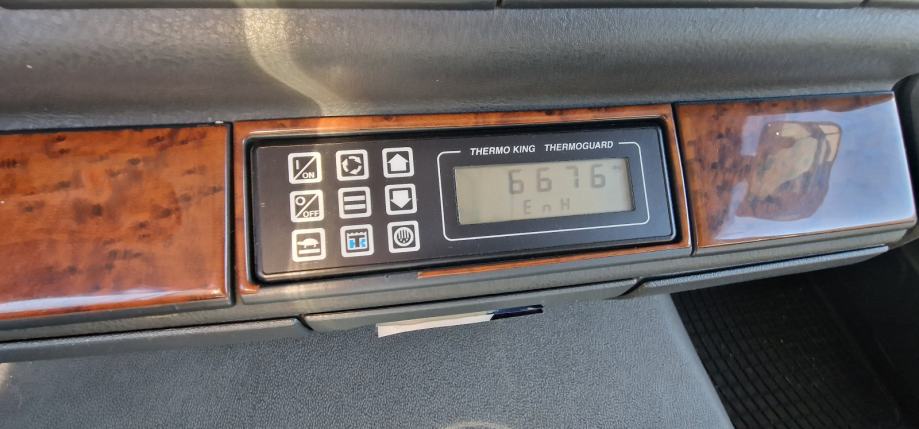 I/ON
O/OFF
THERMO KING THERMOGUARD
6676
EnH